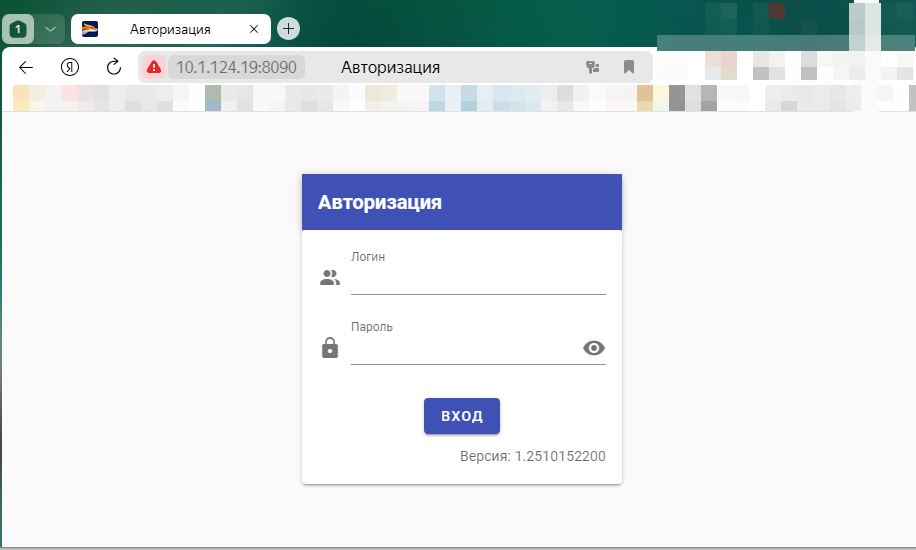 1
Авторизация
Я
10.1.124.19:8090
Авторизация
Авторизация
Логин
Пароль
ВХОД
Версия: 1.2510152200